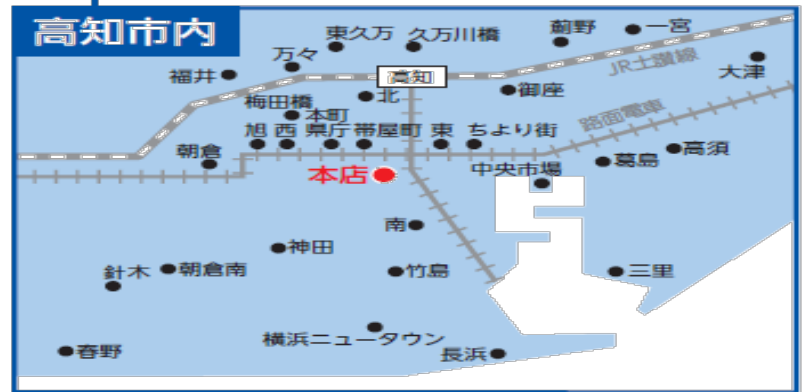 高知市内
東久万
久万川橋
薊野
一宮
万々
JR土讃線
大津
福井
高知
北
御座
梅田橋
本町
路面電車
旭
西
県庁
帯屋町
東
ちより街
朝倉
高須
葛島
中央市場
本店
南
神田
針木
朝倉南
竹島
三里
横浜ニュータウン
春野
長浜